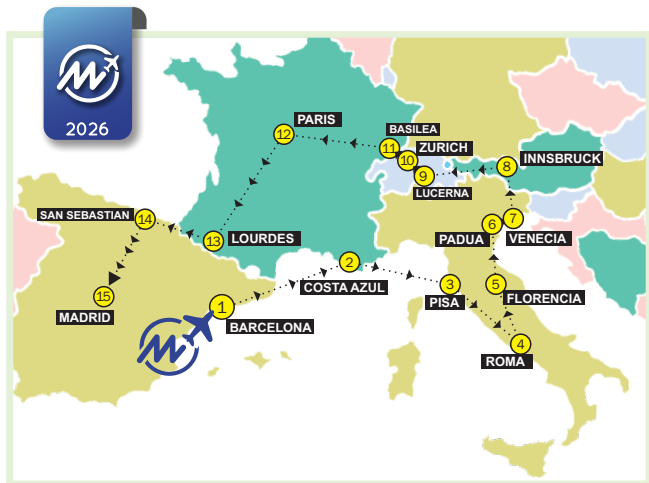 M
2026
PARIS
12
BASILEA
11
ZURICH
10
9
LUCERNA
8
INNSBRUCK
SAN SEBASTIAN
14
13
LOURDES
6
7
PADUA
VENECIA
2
COSTA AZUL
3
PISA
5
FLORENCIA
15
MADRID
1
BARCELONA
M
4
ROMA